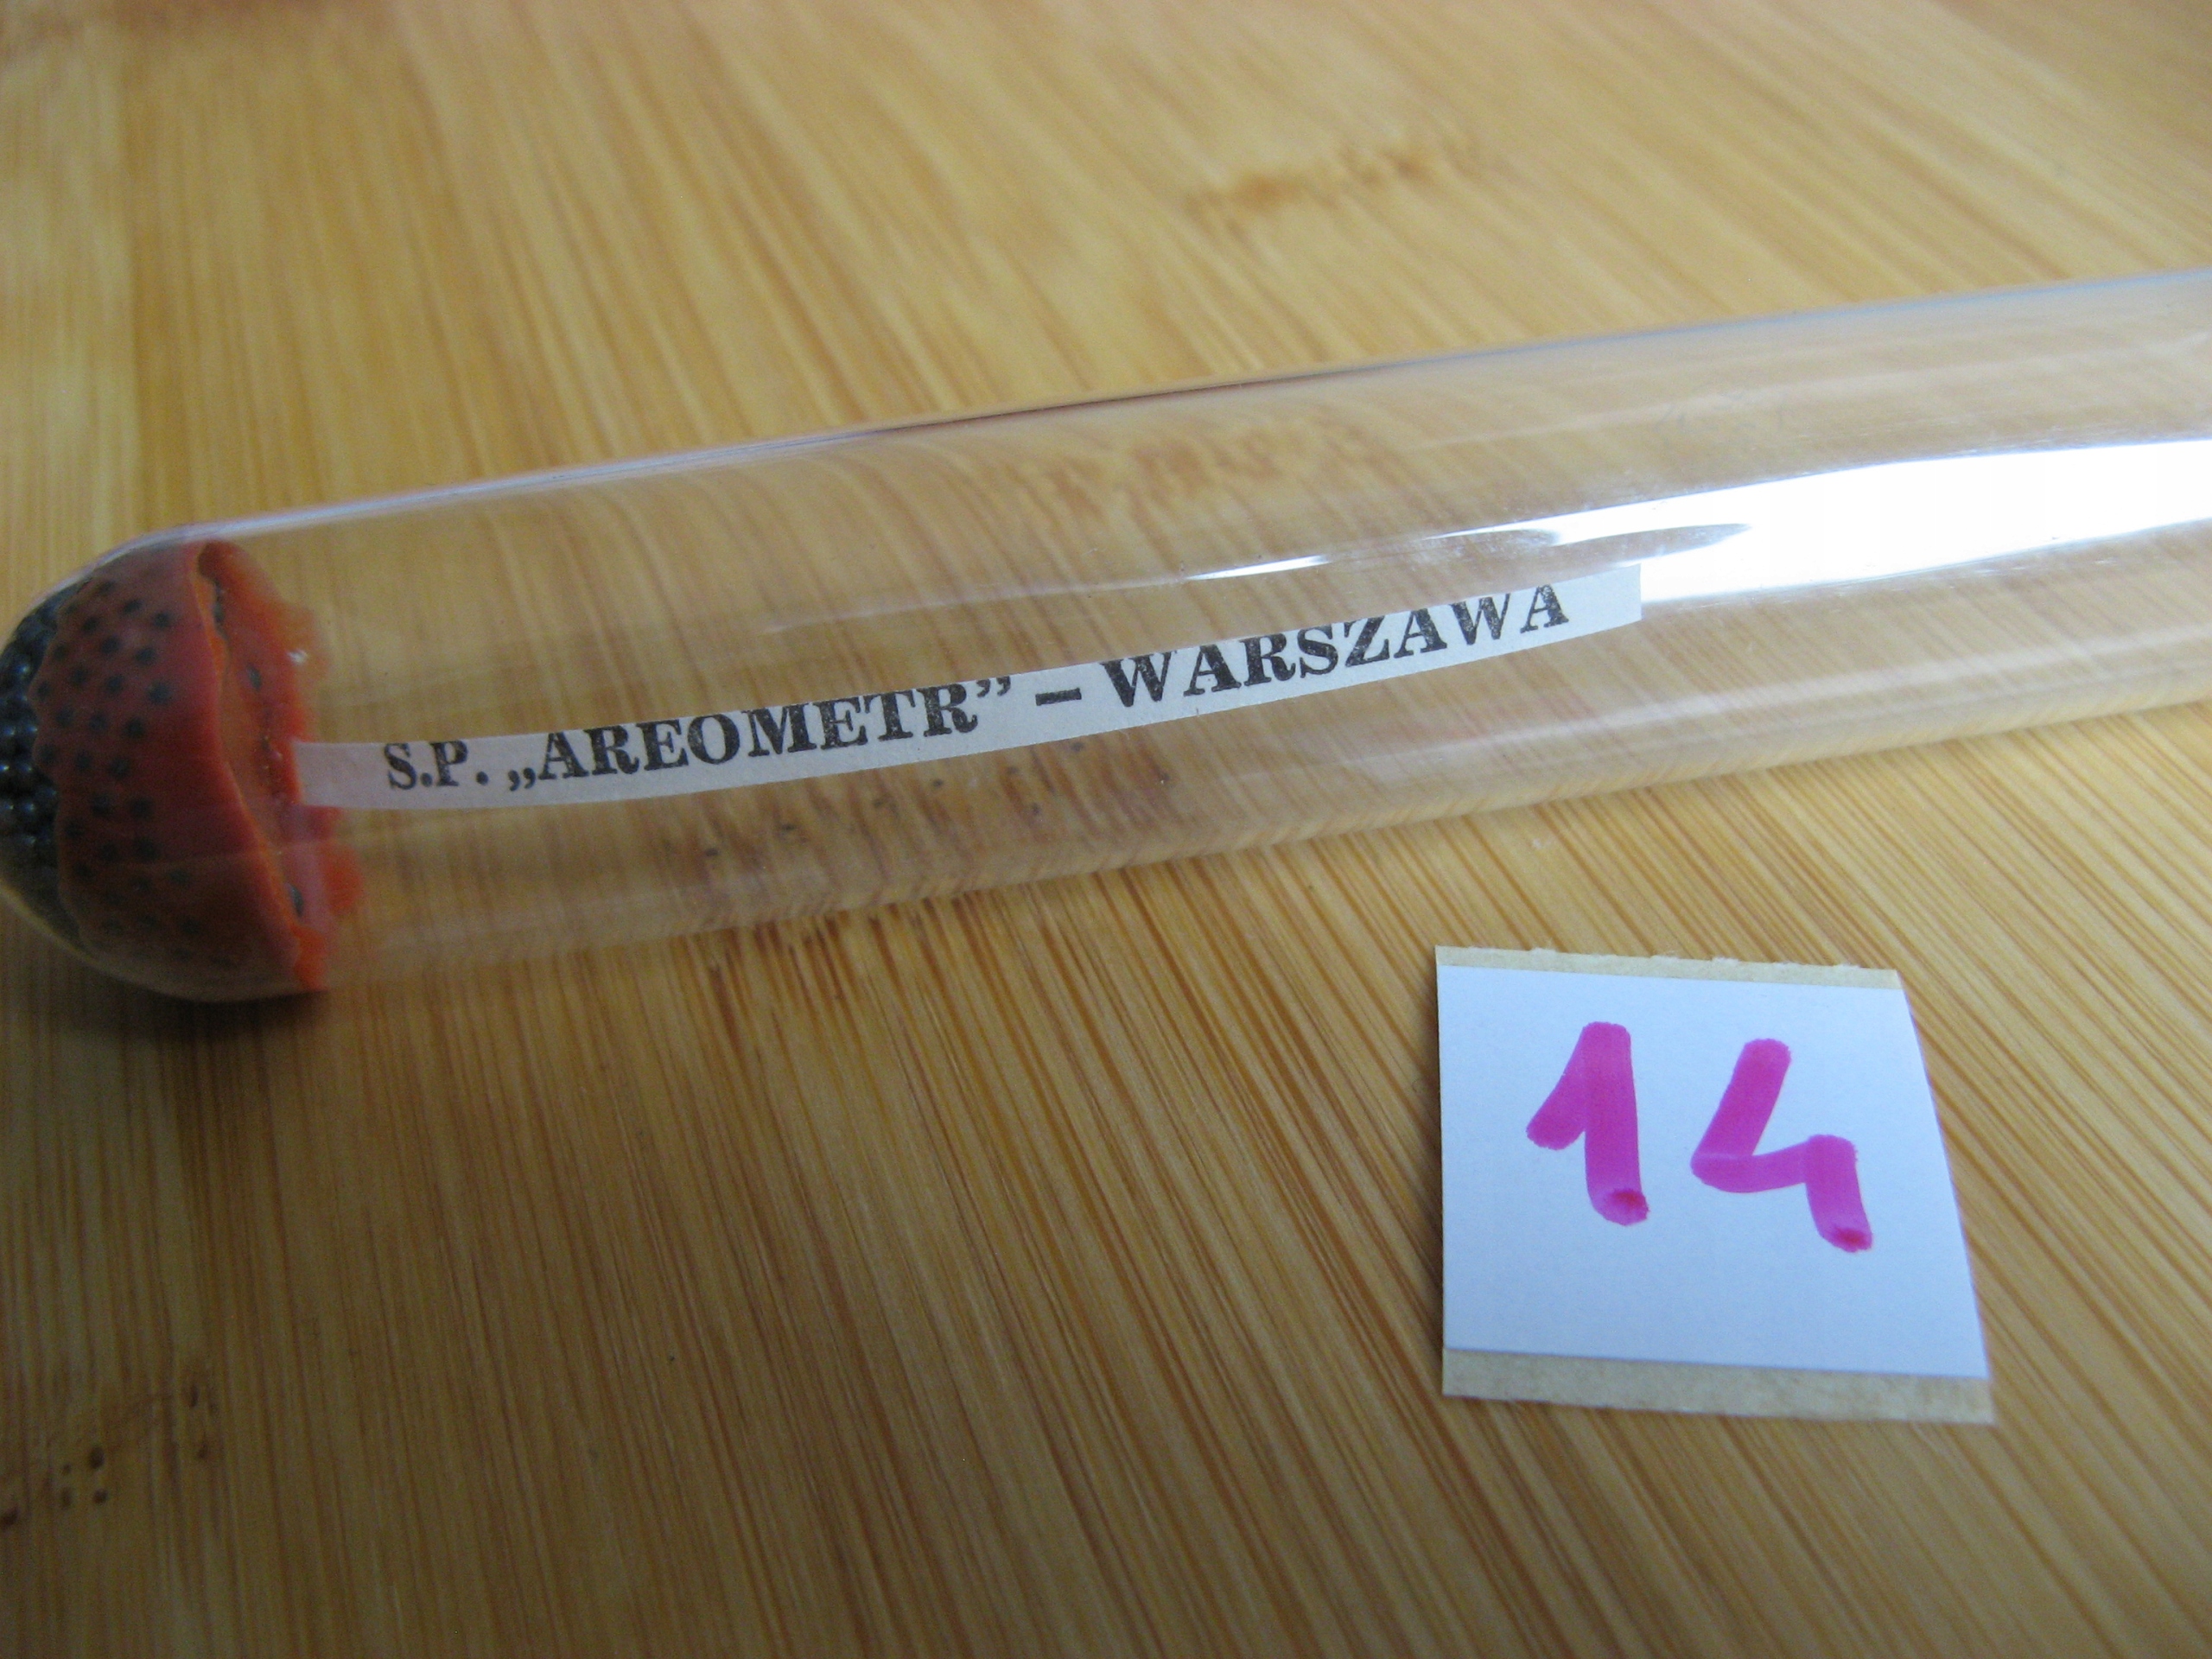 S.P. „AREOMETR” – WARSZAWA
14